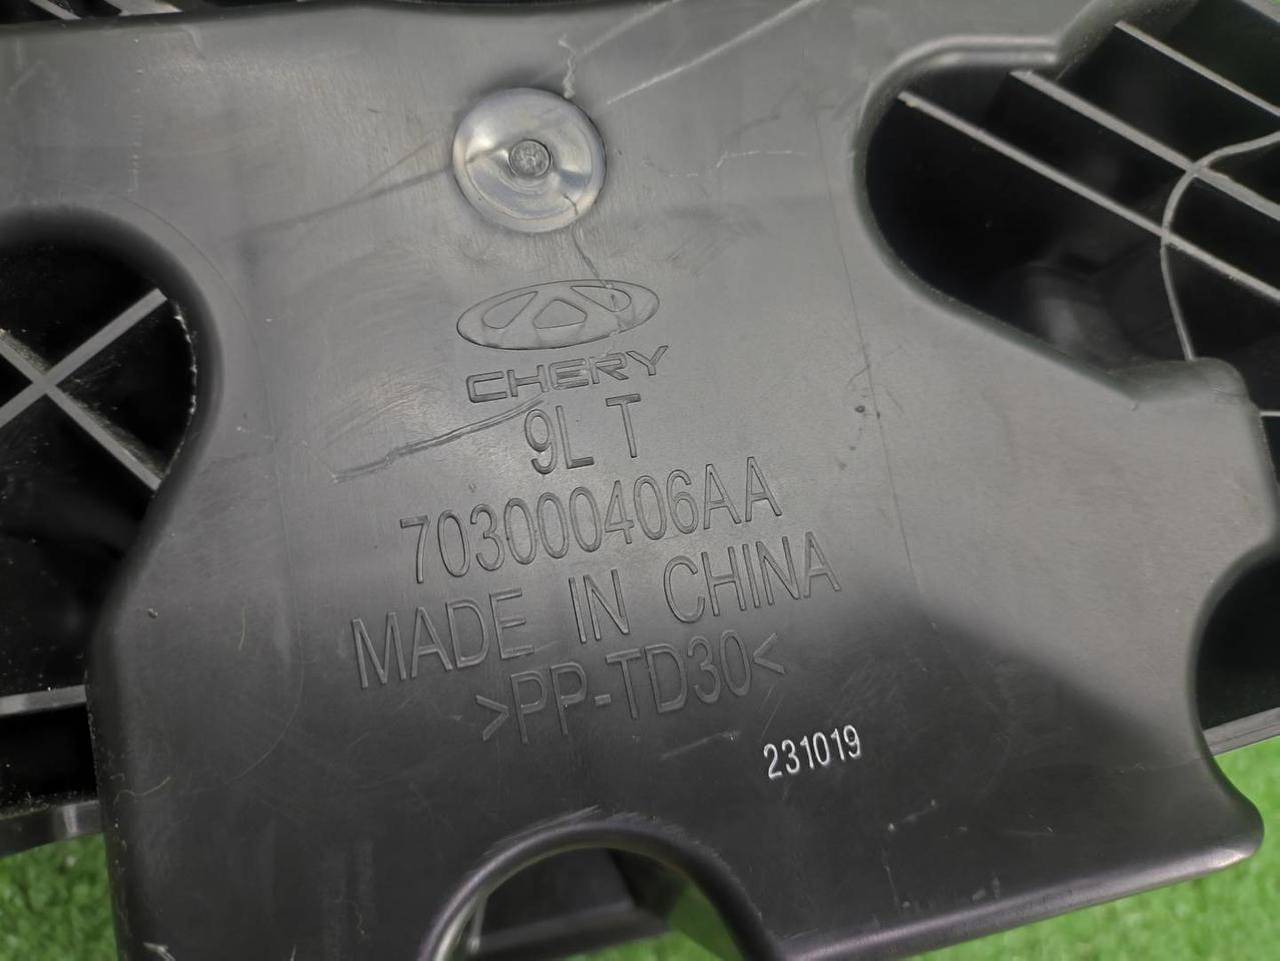 CHERY
9L T
703000406AA
MADE IN CHINA
>PP-TD30<
231019